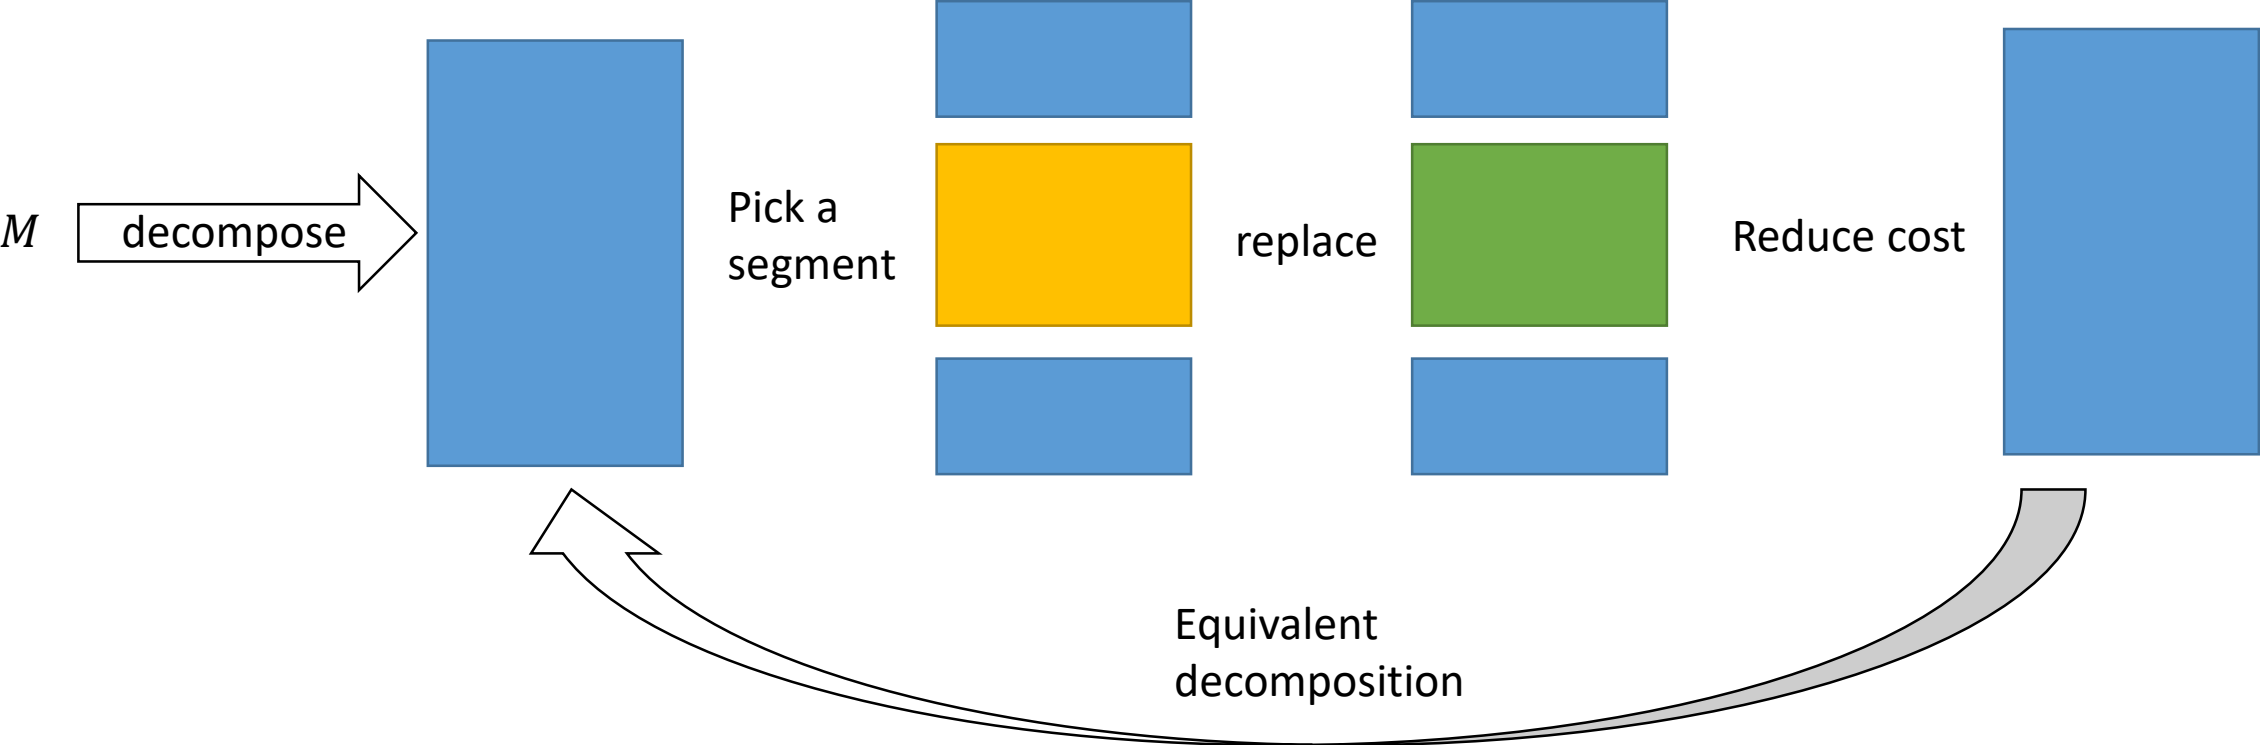 M
decompose
Pick a
segment
replace
Reduce cost
Equivalent
decomposition